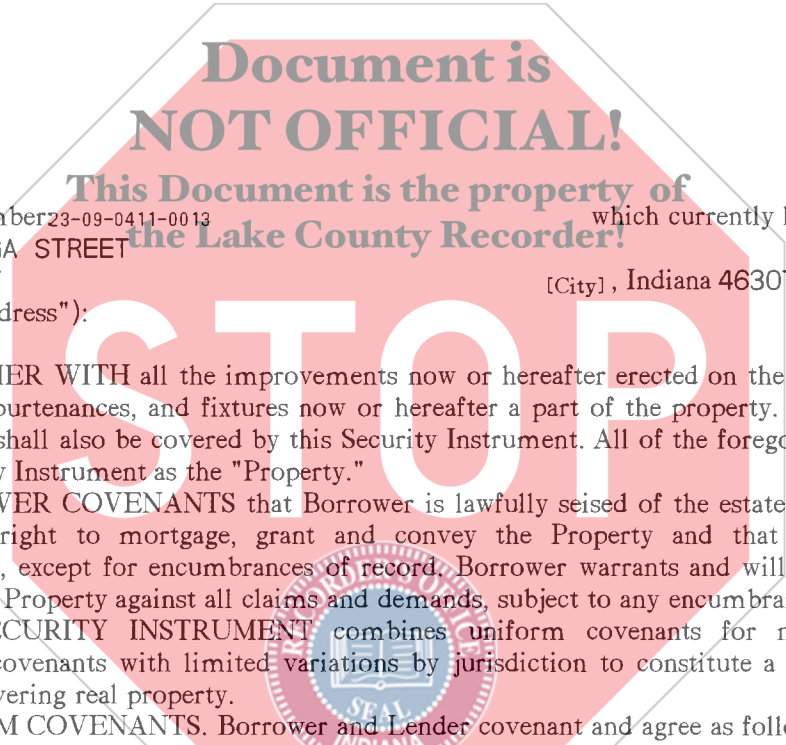 Document is
NOT OFFICIAL!
This Document is the property of
the Lake County Recorder!
23-09-0411-0013 which currently
STREET
[City], Indiana 46307
dress"):
STOP
WITH all the improvements now or hereafter erected on the
purtenances, and fixtures now or hereafter a part of the property.
shall also be covered by this Security Instrument. All of the forego
Instrument as the "Property."
WER COVENANTS that Borrower is lawfully seised of the estate
right to mortgage, grant and convey the Property and that
, except for encumbrances of record. Borrower warrants and will
Property against all claims and demands, subject to any encumbra
CURITY INSTRUMENT combines uniform covenants for
covenants with limited variations by jurisdiction to constitute a
vering real property.
M COVENANTS. Borrower and Lender covenant and agree as follo
RECORDER'S OFFICE
SEAL
INDIANA